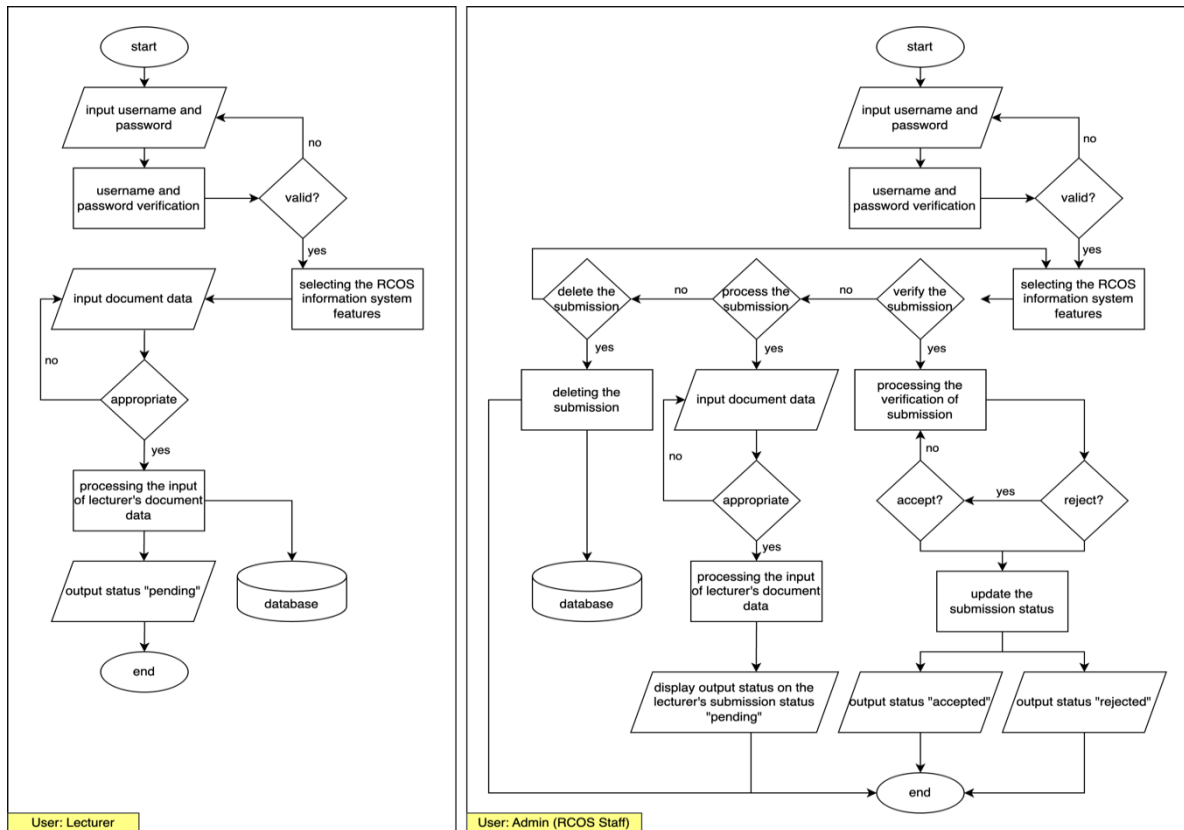 start
input username and
password
no
username and
password verification
valid?
yes
selecting the RCOS
information system
features
input document data
no
appropriate
yes
processing the input
of lecturer's document
data
output status "pending"
database
end
User: Lecturer
start
input username and
password
no
username and
password verification
valid?
yes
delete the
submission
no
process the
submission
no
verify the
submission
selecting the RCOS
information system
features
yes
yes
yes
deleting the
submission
input document data
processing the
verification of
submission
no
no
appropriate
accept?
yes
reject?
yes
database
processing the input
of lecturer's document
data
update the
submission status
display output status on the
lecturer's submission status
"pending"
output status "accepted"
output status "rejected"
end
User: Admin (RCOS Staff)